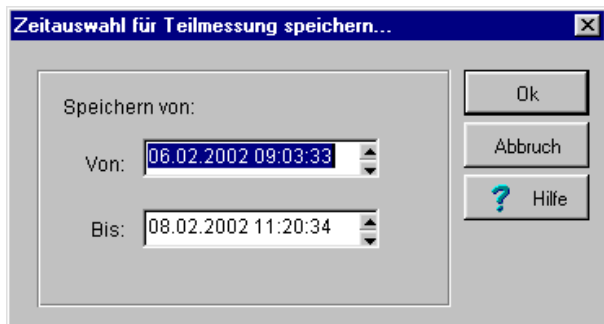 Zeitauswahl für Teilmessung speichern...
Speichern von:
Von: 06.02.2002 09:03:33
Bis: 08.02.2002 11:20:34
Ok
Abbruch
? Hilfe